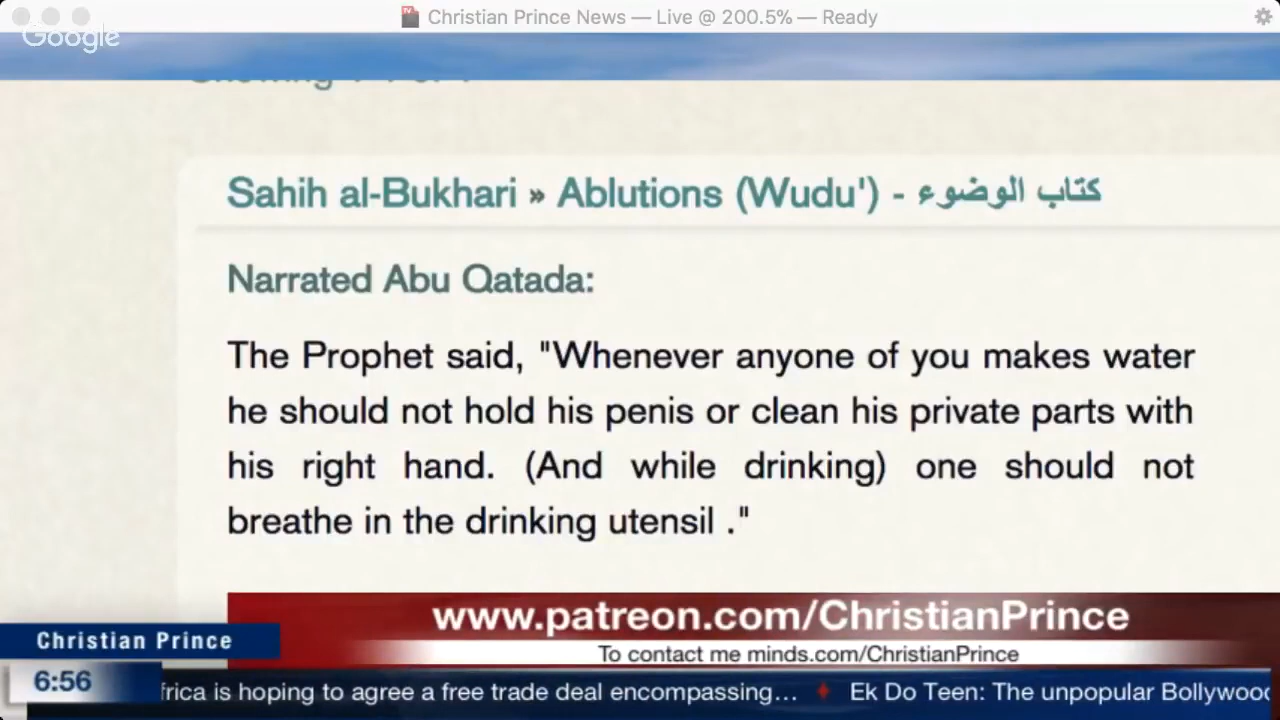 Christian Prince News — Live @ 200.5% — Ready
Google
Sahih al-Bukhari » Ablutions (Wudu') - كتاب الوضوء
Narrated Abu Qatada:
The Prophet said, "Whenever anyone of you makes water
he should not hold his penis or clean his private parts with
his right hand. (And while drinking) one should not
breathe in the drinking utensil ."
www.patreon.com/ChristianPrince
To contact me minds.com/ChristianPrince
Christian Prince
6:56
frica is hoping to agree a free trade deal encompassing... ♦ Ek Do Teen: The unpopular Bollywood